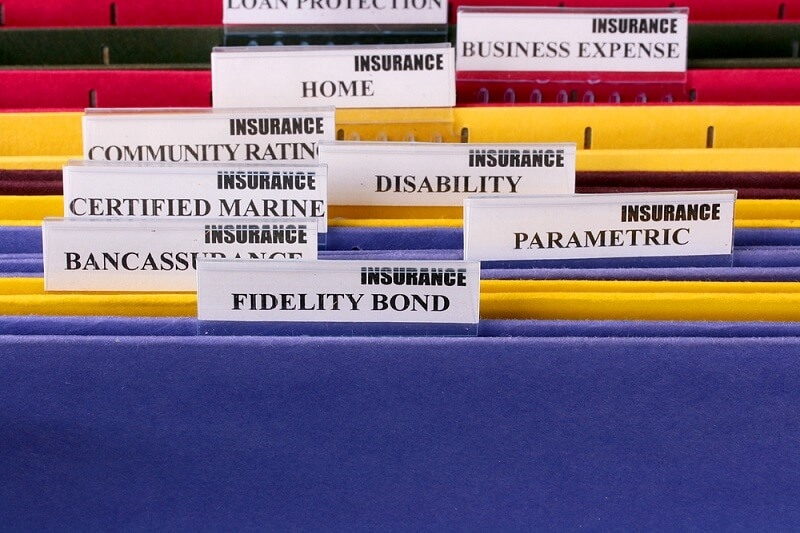 LOAN PROTECTION
INSURANCE
BUSINESS EXPENSE
INSURANCE
HOME
INSURANCE
COMMUNITY RATIN
INSURANCE
DISABILITY
INSURANCE
CERTIFIED MARINE
INSURANCE
PARAMETRIC
INSURANCE
BANCASSURANCE
INSURANCE
FIDELITY BOND